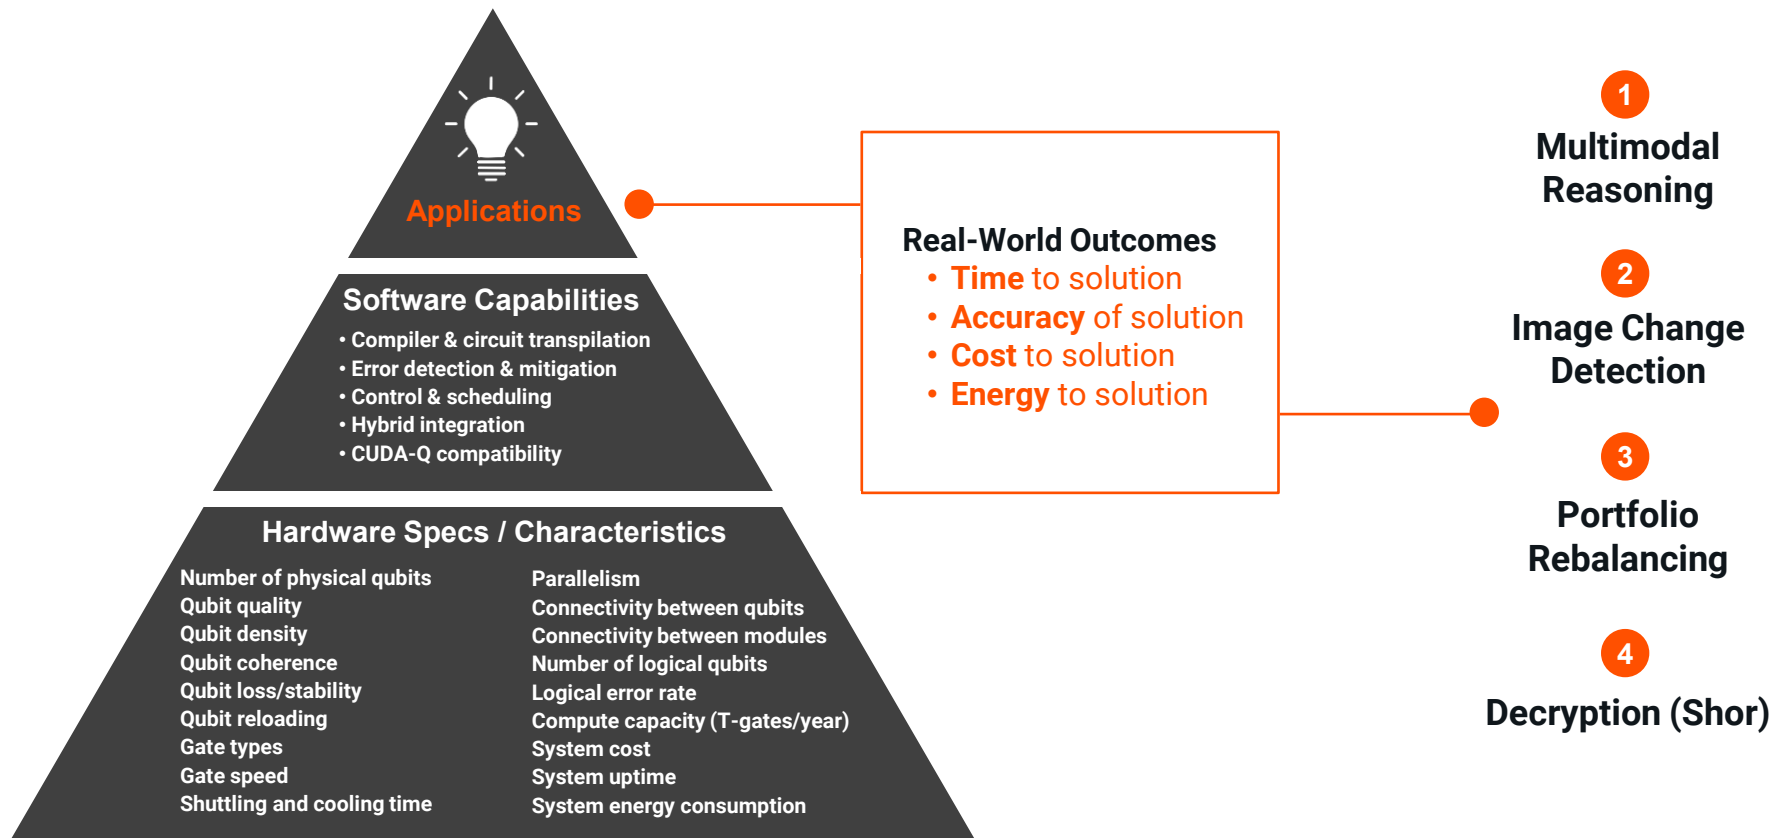 Applications
Software Capabilities
• Compiler & circuit transpilation
• Error detection & mitigation
• Control & scheduling
• Hybrid integration
• CUDA-Q compatibility
Hardware Specs / Characteristics
Number of physical qubits
Qubit quality
Qubit density
Qubit coherence
Qubit loss/stability
Qubit reloading
Gate types
Gate speed
Shuttling and cooling time
Parallelism
Connectivity between qubits
Connectivity between modules
Number of logical qubits
Logical error rate
Compute capacity (T-gates/year)
System cost
System uptime
System energy consumption
Real-World Outcomes
• Time to solution
• Accuracy of solution
• Cost to solution
• Energy to solution
1
Multimodal
Reasoning
2
Image Change
Detection
3
Portfolio
Rebalancing
4
Decryption (Shor)